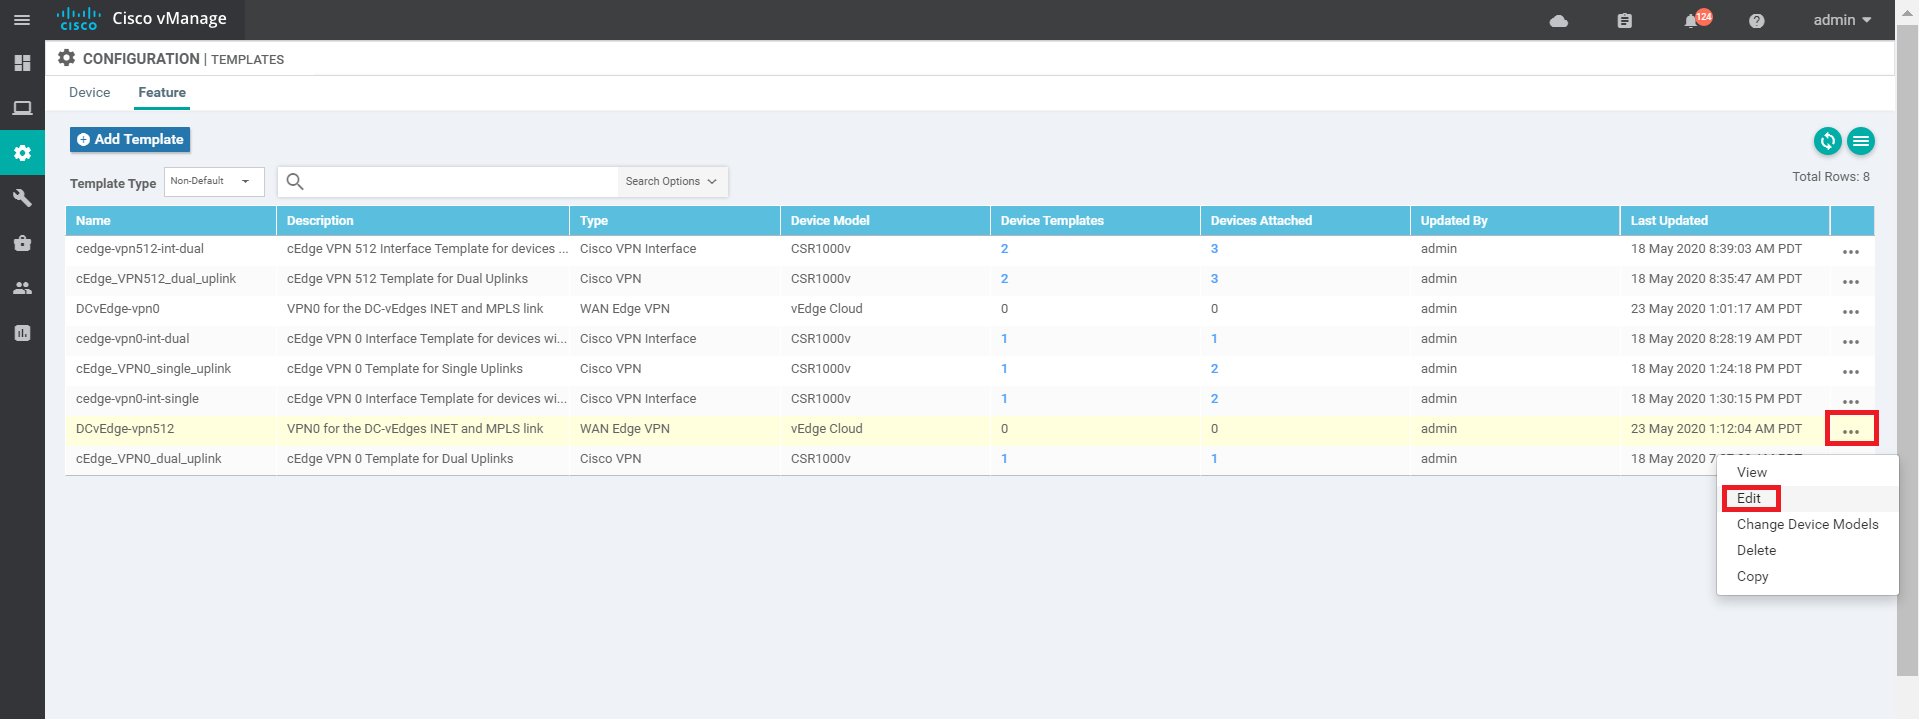 CISCO Cisco vManage 124 admin
CONFIGURATION | TEMPLATES
Device Feature
Add Template
Template Type Non-Default Search Options
Total Rows: 8
Name Description Type Device Model Device Templates Devices Attached Updated By Last Updated
cedge-vpn512-int-dual cEdge VPN 512 Interface Template for devices ... Cisco VPN Interface CSR1000v 2 3 admin 18 May 2020 8:39:03 AM PDT ...
cEdge_VPN512_dual_uplink cEdge VPN 512 Template for Dual Uplinks Cisco VPN CSR1000v 2 3 admin 18 May 2020 8:35:47 AM PDT ...
DCvEdge-vpn0 VPN0 for the DC-vEdges INET and MPLS link WAN Edge VPN vEdge Cloud 0 0 admin 23 May 2020 1:01:17 AM PDT ...
cedge-vpn0-int-dual cEdge VPN 0 Interface Template for devices wi... Cisco VPN Interface CSR1000v 1 1 admin 18 May 2020 8:28:19 AM PDT ...
cEdge_VPN0_single_uplink cEdge VPN 0 Template for Single Uplinks Cisco VPN CSR1000v 1 2 admin 18 May 2020 1:24:18 PM PDT ...
cedge-vpn0-int-single cEdge VPN 0 Interface Template for devices wi... Cisco VPN Interface CSR1000v 1 2 admin 18 May 2020 1:30:15 PM PDT ...
DCvEdge-vpn512 VPN0 for the DC-vEdges INET and MPLS link WAN Edge VPN vEdge Cloud 0 0 admin 23 May 2020 1:12:04 AM PDT ...
cEdge_VPN0_dual_uplink cEdge VPN 0 Template for Dual Uplinks Cisco VPN CSR1000v 1 1 admin 18 May 2020
View
Edit
Change Device Models
Delete
Copy